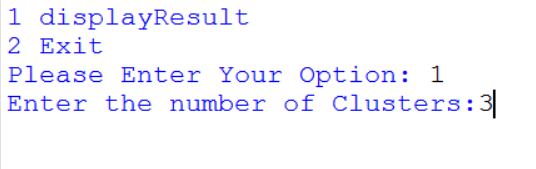 1 displayResult
2 Exit
Please Enter Your Option: 1
Enter the number of Clusters:3